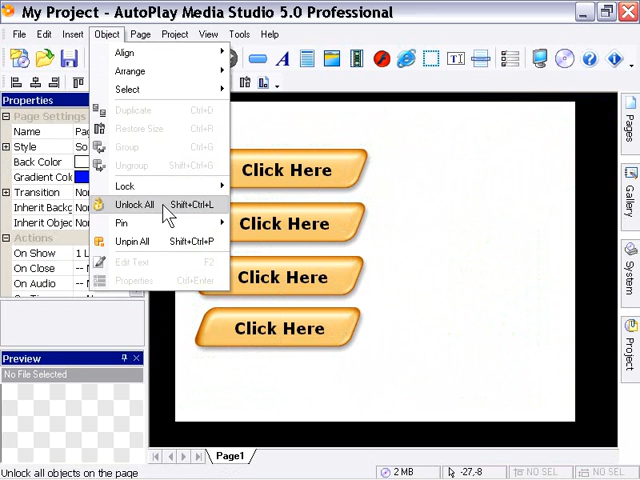 My Project - AutoPlay Media Studio 5.0 Professional
File Edit Insert Object Page Project View Tools Help
Align
Arrange
Select
Duplicate Ctrl+D
Restore Size Ctrl+R
Group Ctrl+G
Ungroup Shift+Ctrl+G
Lock
Unlock All Shift+Ctrl+L
Pin
Unpin All Shift+Ctrl+P
Edit Text F2
Properties Ctrl+Enter
Properties
Page Settings
Name
Style So
Back Color
Gradient Col
Transition
Inherit Back
Inherit Objec
Actions
On Show 1 L
On Close --
On Audio --
Preview
No File Selected
Click Here
Click Here
Click Here
Click Here
Pages
Gallery
System
Project
Page1
Unlock all objects on the page
2 MB
-27,-8
NO SEL
NO SEL